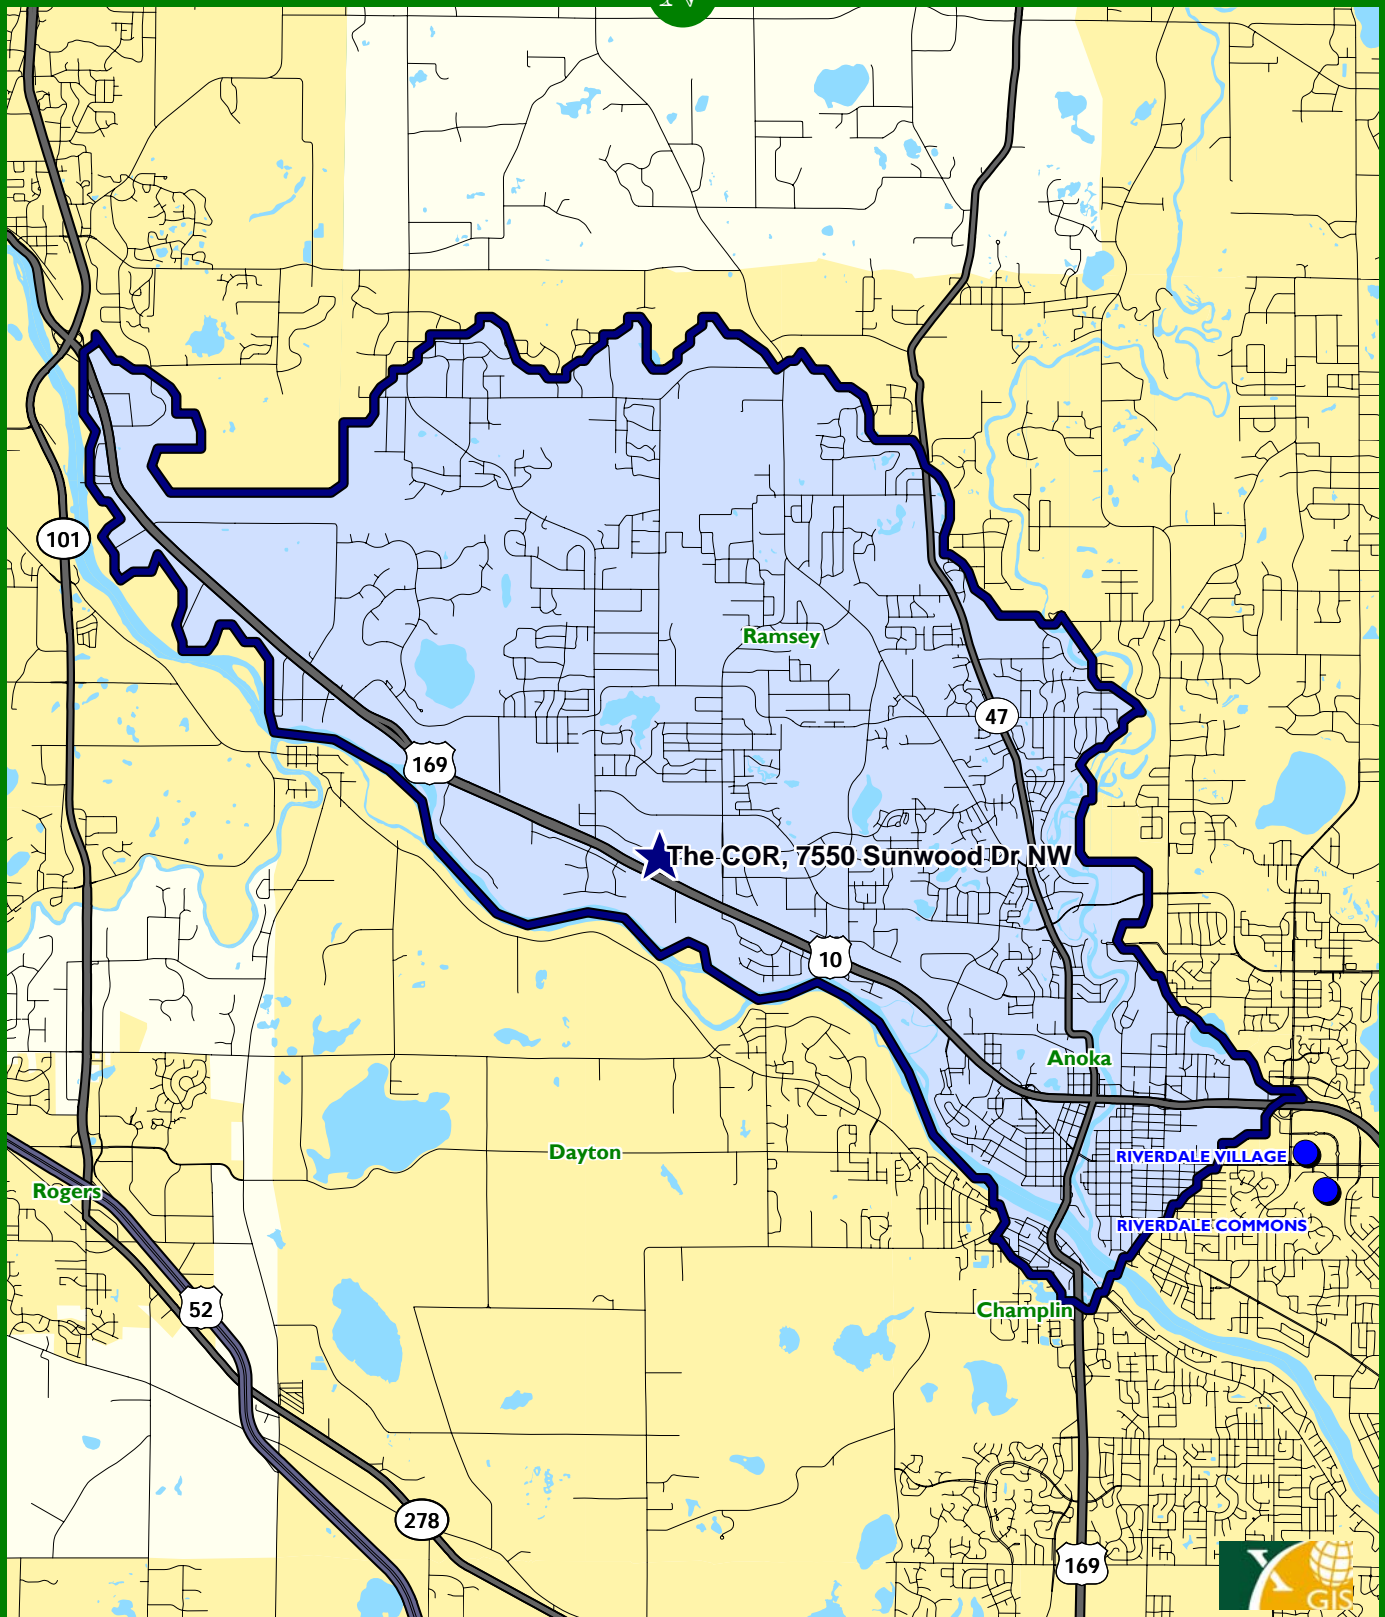 101
Ramsey
47
169
The COR, 7550 Sunwood Dr NW
10
Anoka
Dayton
RIVERDALE VILLAGE
Rogers
RIVERDALE COMMONS
52
Champlin
278
169
X
GIS